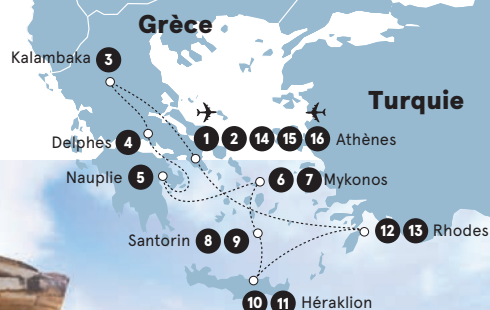 Grèce
Kalambaka 3
Turquie
Delphes 4
1 2 14 15 16 Athènes
Nauplie 5
6 7 Mykonos
Santorin 8 9
12 13 Rhodes
10 11 Héraklion